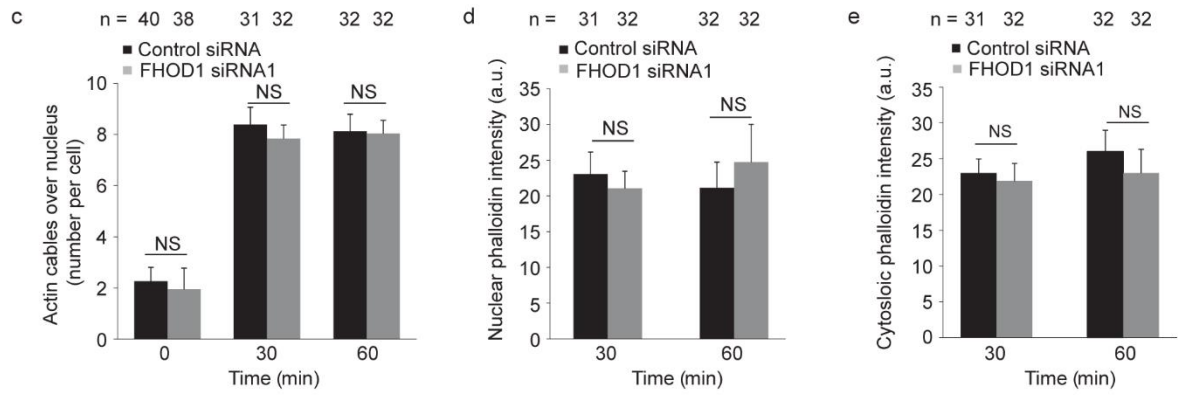 c
n = 40 38 31 32 32 32
Control siRNA
FHOD1 siRNA1
Actin cables over nucleus
(number per cell)
10
8
6
4
2
0
NS
NS
NS
0 30 60
Time (min)
d
n = 31 32 32 32
Control siRNA
FHOD1 siRNA1
Nuclear phalloidin intensity (a.u.)
35
30
25
20
15
10
5
0
NS
NS
30 60
Time (min)
e
n = 31 32 32 32
Control siRNA
FHOD1 siRNA1
Cytosloic phalloidin intensity (a.u.)
35
30
25
20
25
10
5
0
NS
NS
30 60
Time (min)